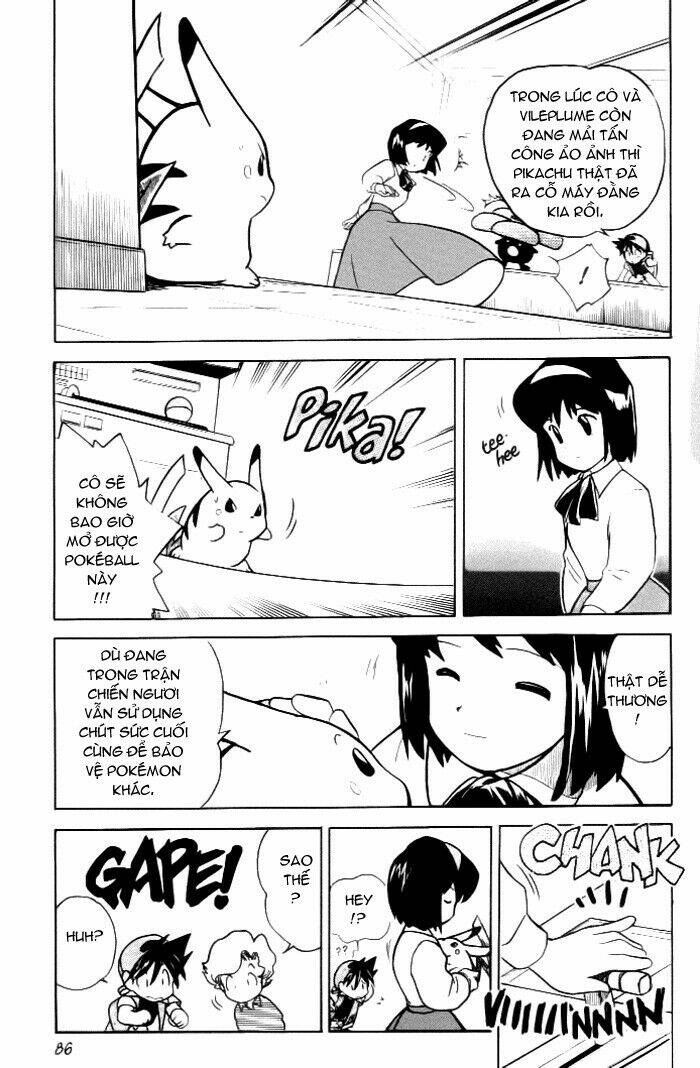 TRONG LÚC CÔ VÀ
VILEPLUME CÒN
ĐANG MẢI TẤN
CÔNG ẢO ẢNH THÌ
PIKACHU THẬT ĐÃ
RA CỖ MÁY ĐẰNG
KIA RỒI.
!
PIKA!
CÔ SẼ
KHÔNG
BAO GIỜ
MỞ ĐƯỢC
POKÉBALL
NÀY
!!!
tee-
hee
DÙ ĐANG
TRONG TRẬN
CHIẾN NGƯƠI
VẪN SỬ DỤNG
CHÚT SỨC CUỐI
CÙNG ĐỂ BẢO
VỆ POKÉMON
KHÁC.
THẬT DỄ
THƯƠNG
!
GAPE!
HUH?
SAO
THẾ
?
HEY
!?
??
CHANK
VIIIIIINNNN
86